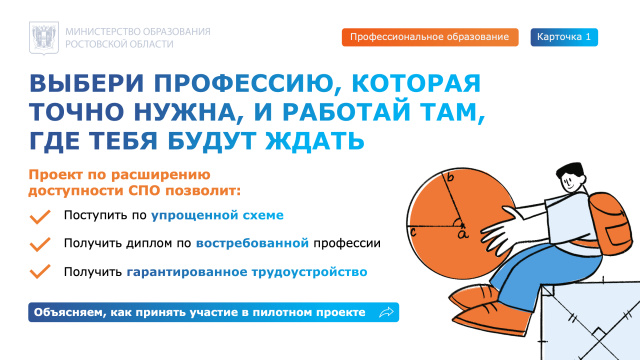 МИНИСТЕРСТВО ОБРАЗОВАНИЯ
РОСТОВСКОЙ ОБЛАСТИ
Профессиональное образование
Карточка 1
ВЫБЕРИ ПРОФЕССИЮ, КОТОРАЯ
ТОЧНО НУЖНА, И РАБОТАЙ ТАМ,
ГДЕ ТЕБЯ БУДУТ ЖДАТЬ
Проект по расширению
доступности СПО позволит:
Поступить по упрощенной схеме
Получить диплом по востребованной профессии
Получить гарантированное трудоустройство
Объясняем, как принять участие в пилотном проекте
b
c
a